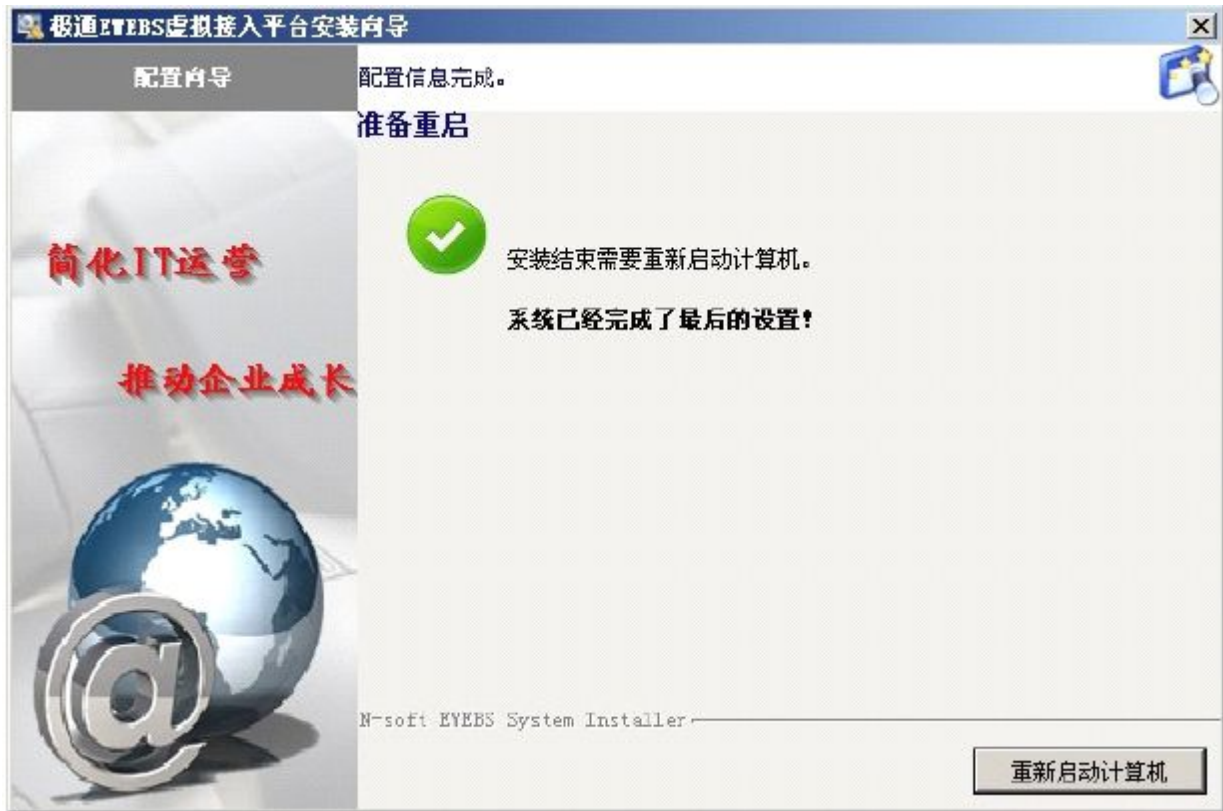 极通EWEBS虚拟接入平台安装向导
配置向导
配置信息完成。
准备重启
安装结束需要重新启动计算机。
系统已经完成了最后的设置!
简化IT运营
推动企业成长
N-soft EWEBS System Installer
重新启动计算机